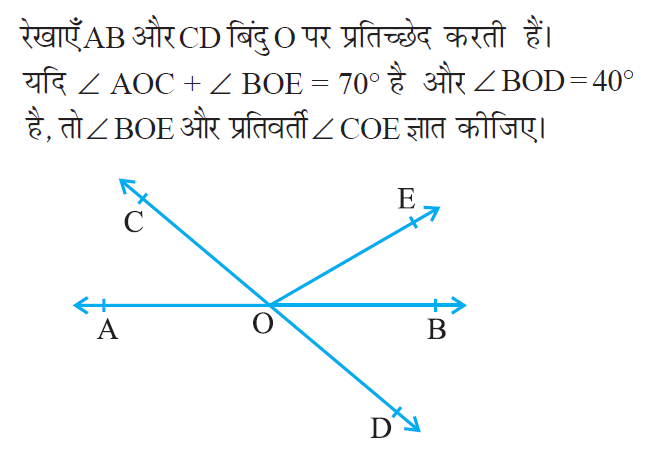 रेखाएँ AB और CD बिंदु O पर प्रतिच्छेद करती हैं।
यदि ∠ AOC + ∠ BOE = 70° है और ∠ BOD = 40°
है, तो ∠ BOE और प्रतिवर्ती ∠ COE ज्ञात कीजिए।
E
C
A
O
B
D